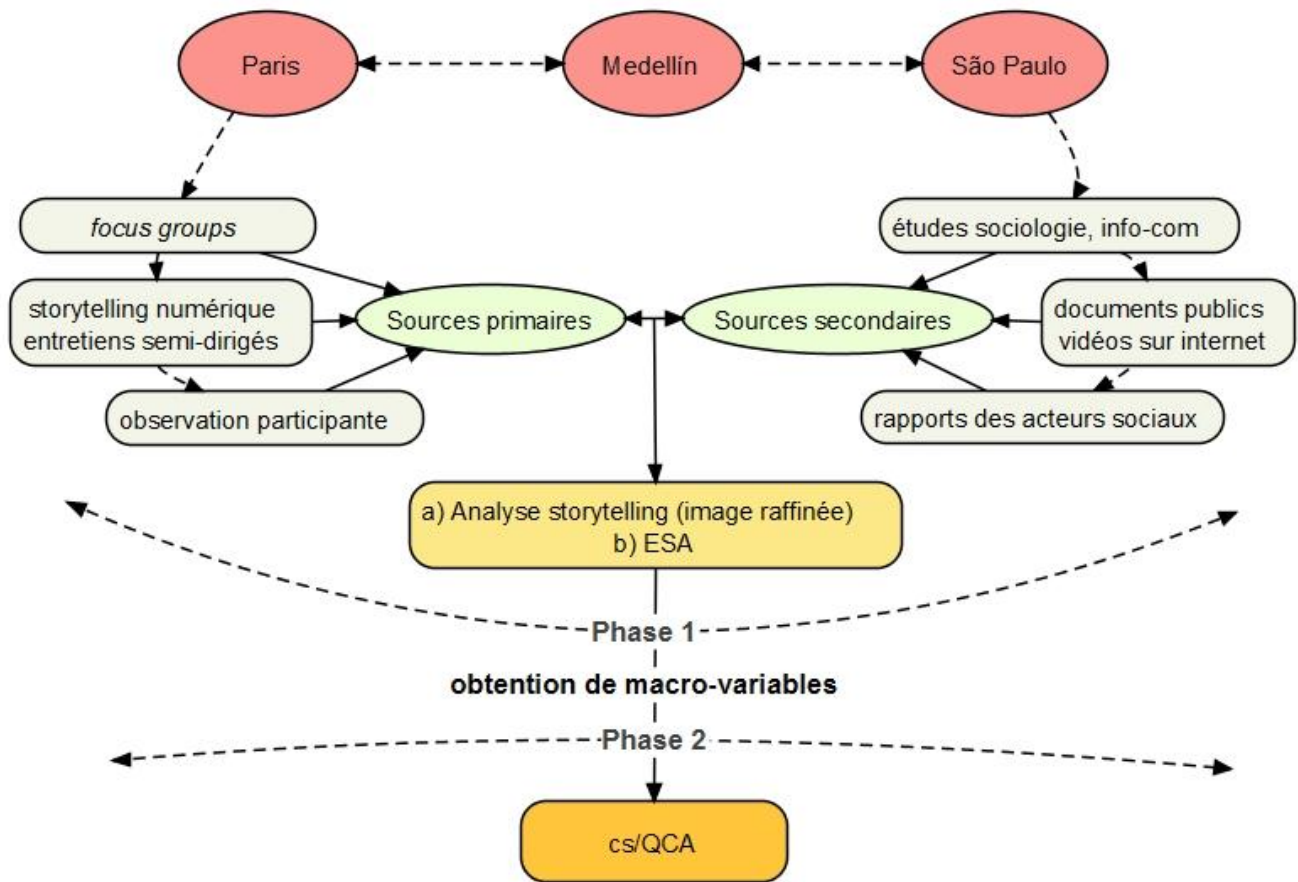 Paris
Medellín
São Paulo
focus groups
études sociologie, info-com
storytelling numérique
entretiens semi-dirigés
Sources primaires
Sources secondaires
documents publics
vidéos sur internet
observation participante
rapports des acteurs sociaux
a) Analyse storytelling (image raffinée)
b) ESA
Phase 1
obtention de macro-variables
Phase 2
cs/QCA